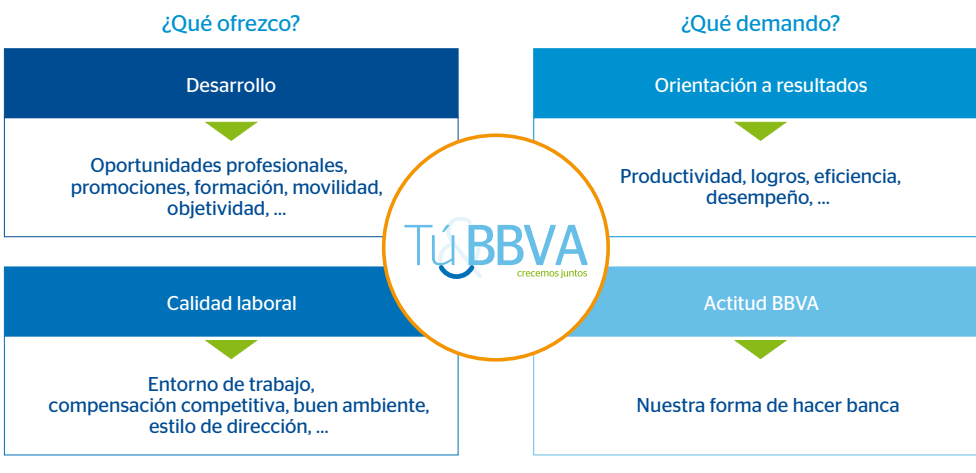 ¿Qué ofrezco?
¿Qué demando?
Desarrollo
Orientación a resultados
Oportunidades profesionales,
promociones, formación, movilidad,
objetividad, ...
Productividad, logros, eficiencia,
desempeño, ...
Tú&BBVA
crecemos juntos
Calidad laboral
Actitud BBVA
Entorno de trabajo,
compensación competitiva, buen ambiente,
estilo de dirección, ...
Nuestra forma de hacer banca